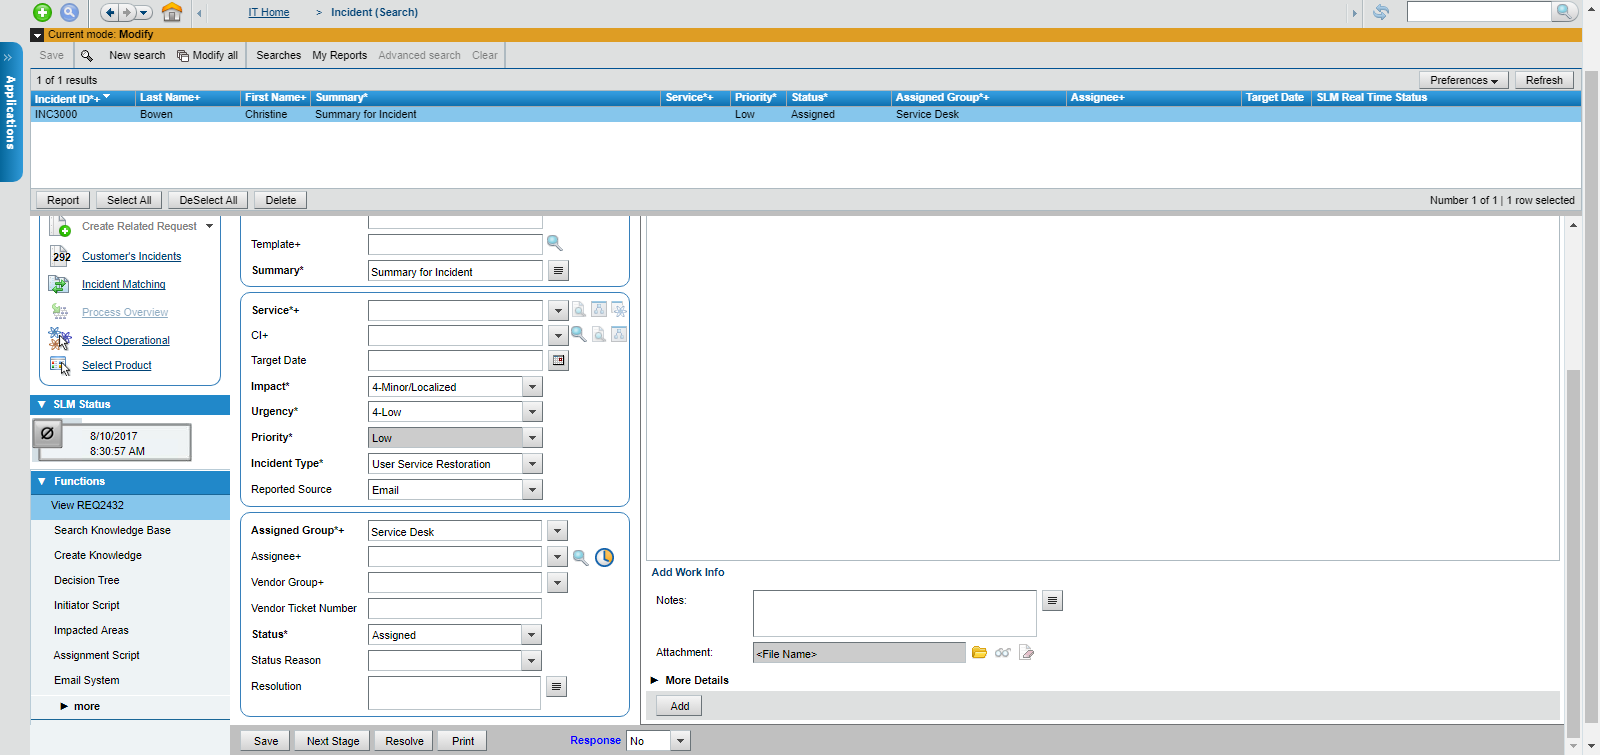 IT Home > Incident (Search)
Current mode: Modify
Save New search Modify all Searches My Reports Advanced search Clear
Applications
1 of 1 results
Preferences Refresh
Incident ID*+ Last Name+ First Name+ Summary* Service*+ Priority* Status* Assigned Group*+ Assignee+ Target Date SLM Real Time Status
INC3000 Bowen Christine Summary for Incident Low Assigned Service Desk
Report Select All DeSelect All Delete
Number 1 of 1 | 1 row selected
Create Related Request
292 Customer's Incidents
Incident Matching
Process Overview
Select Operational
Select Product
SLM Status
8/10/2017
8:30:57 AM
Functions
View REQ2432
Search Knowledge Base
Create Knowledge
Decision Tree
Initiator Script
Impacted Areas
Assignment Script
Email System
more
Template+
Summary* Summary for Incident
Service*+
CI+
Target Date
Impact* 4-Minor/Localized
Urgency* 4-Low
Priority* Low
Incident Type* User Service Restoration
Reported Source Email
Assigned Group*+ Service Desk
Assignee+
Vendor Group+
Vendor Ticket Number
Status* Assigned
Status Reason
Resolution
Add Work Info
Notes:
Attachment: <File Name>
More Details
Add
Save Next Stage Resolve Print Response No